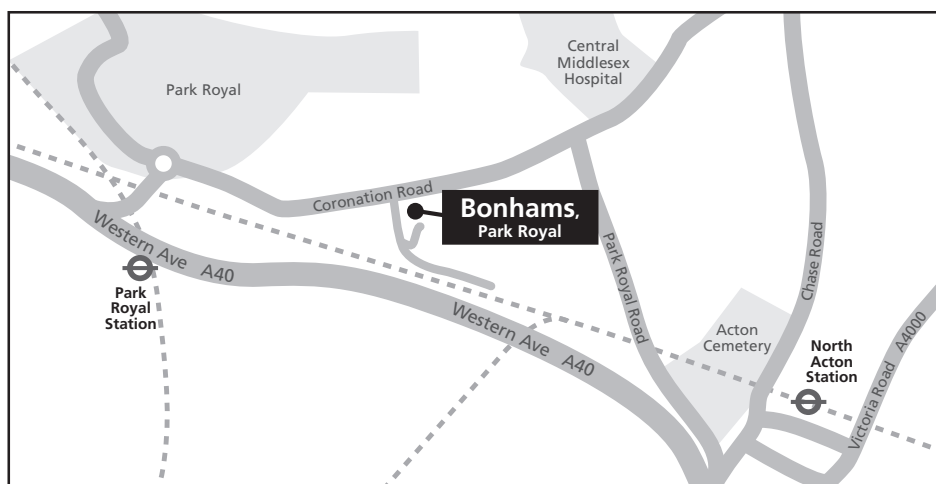 Central
Middlesex
Hospital
Park Royal
Coronation Road
Bonhams,
Park Royal
Western Ave A40
Park
Royal
Station
Park Royal Road
Chase Road
Western Ave A40
Acton
Cemetery
North
Acton
Station
Victoria Road A4000